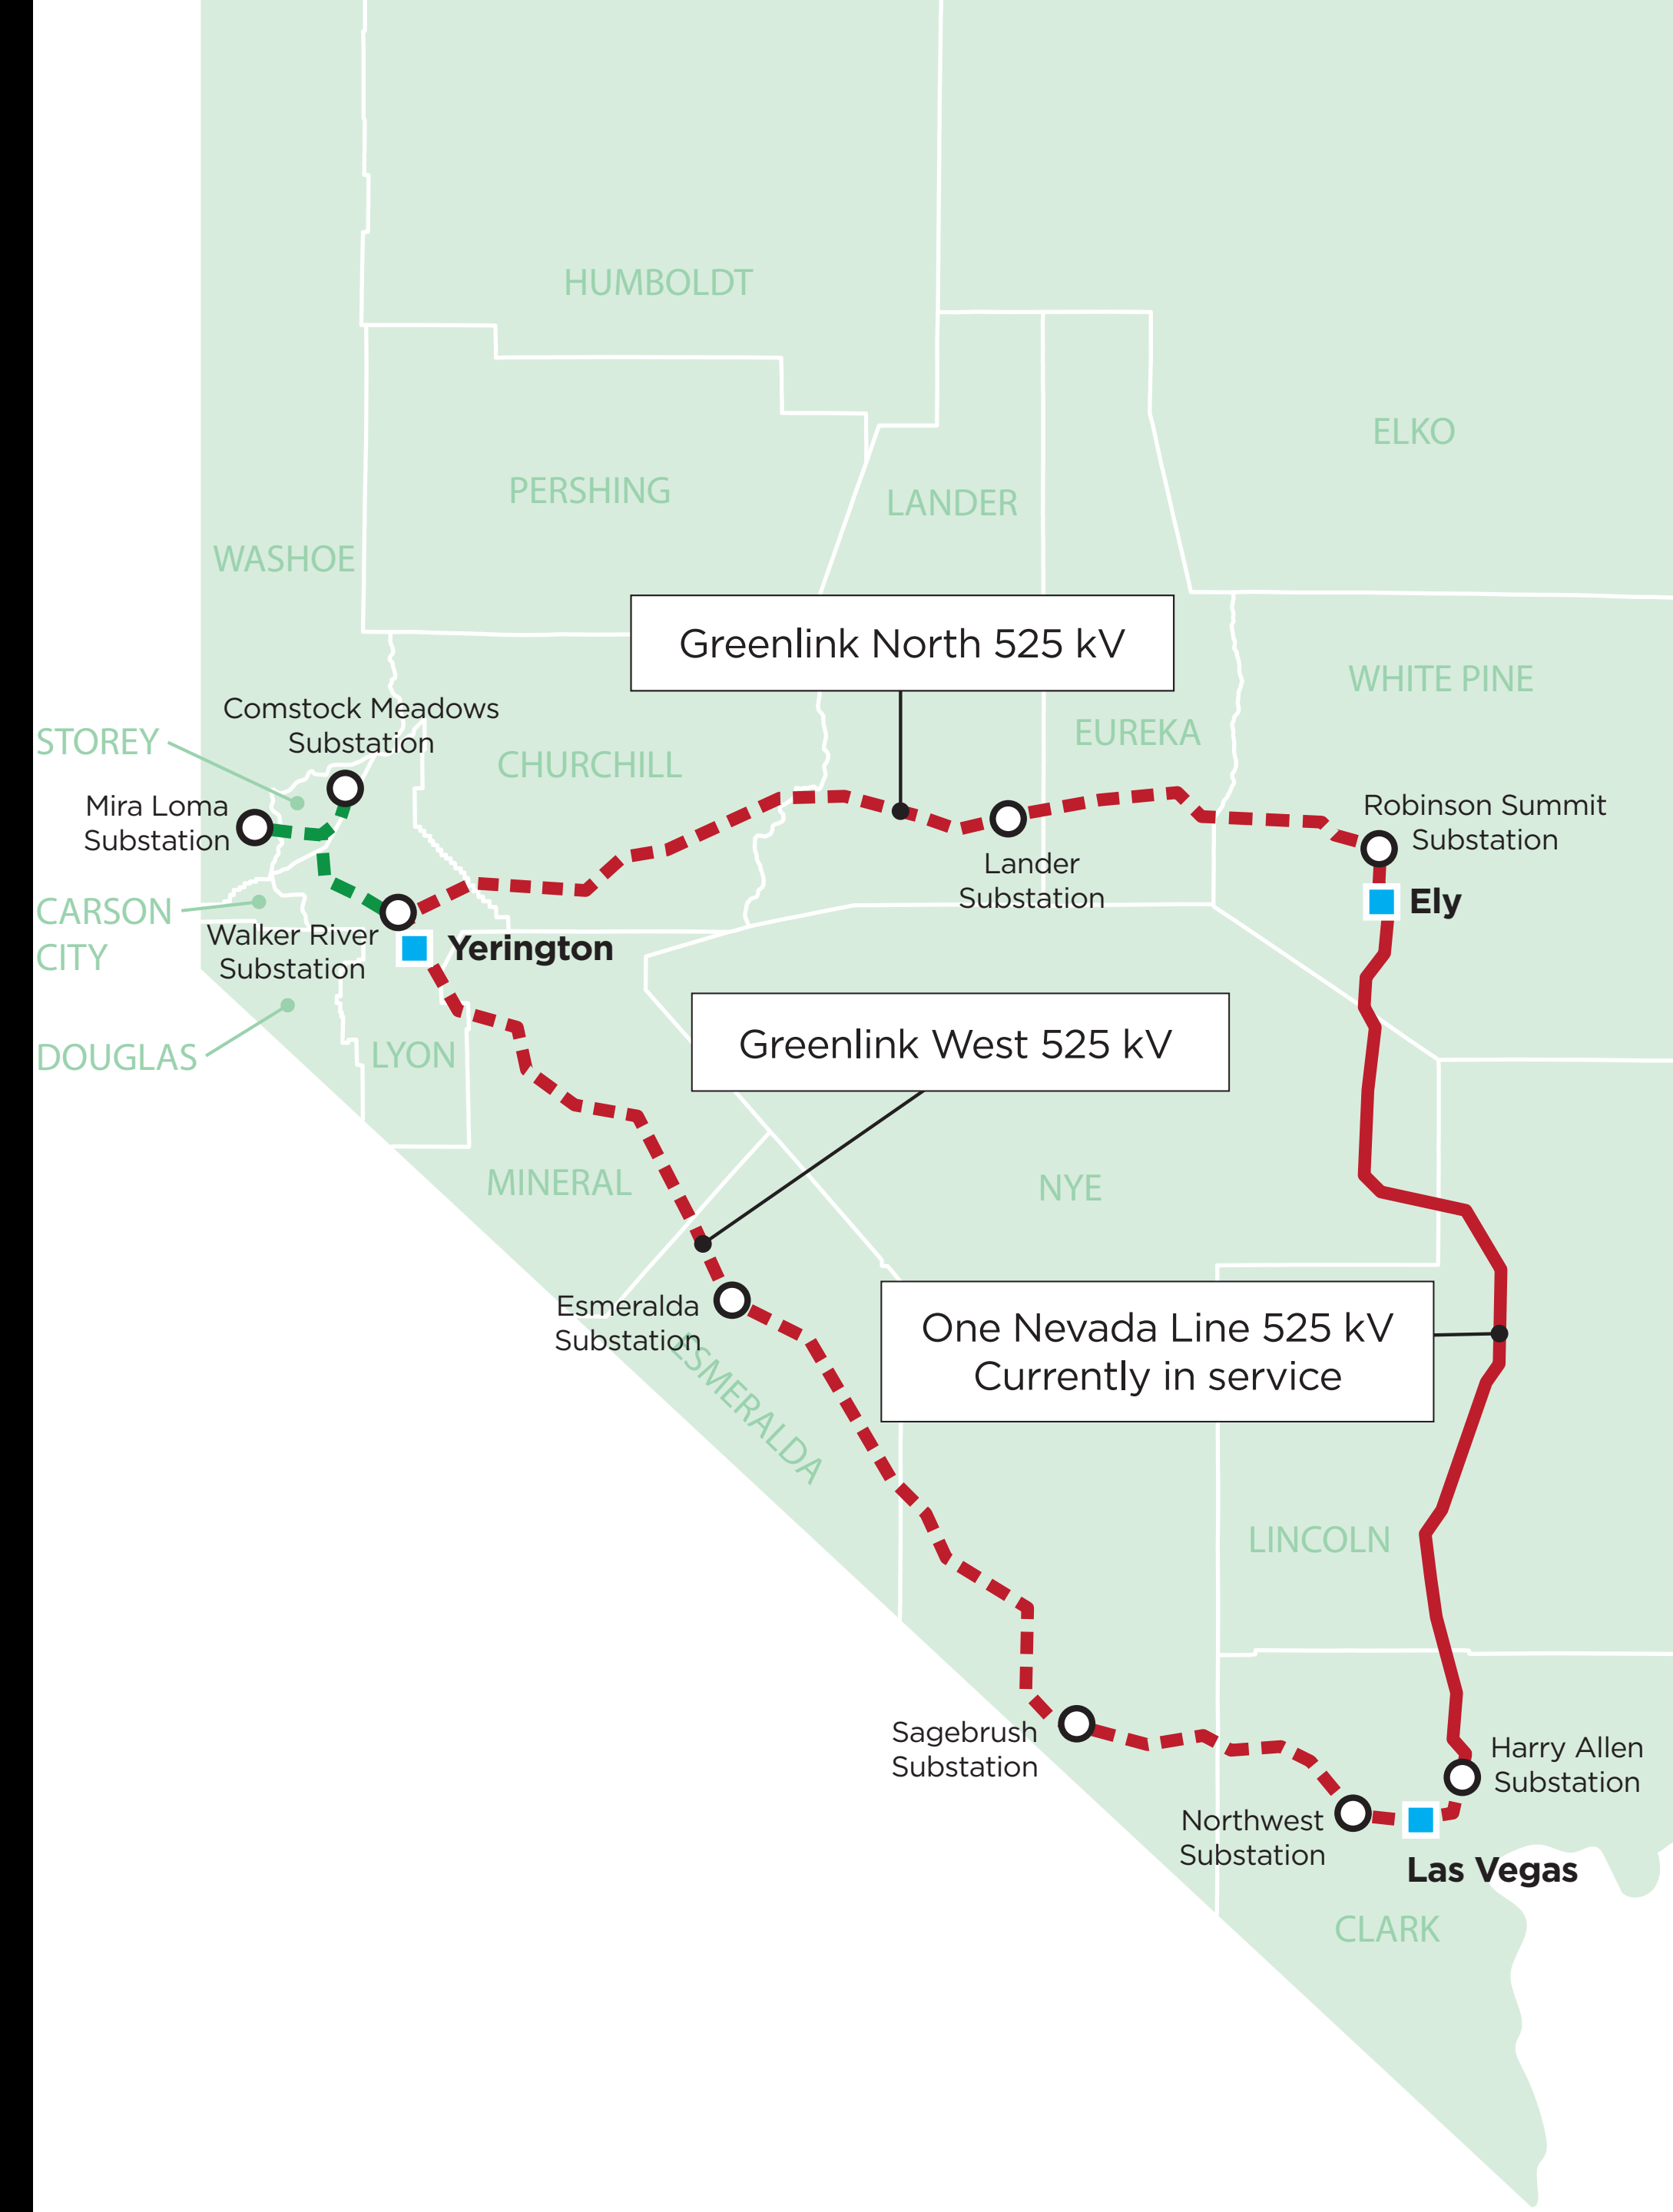 HUMBOLDT
ELKO
PERSHING
LANDER
WASHOE
Greenlink North 525 kV
WHITE PINE
Comstock Meadows
Substation
STOREY
EUREKA
CHURCHILL
Mira Loma
Substation
Robinson Summit
Substation
Lander
Substation
Ely
CARSON
CITY
Walker River
Substation
Yerington
Greenlink West 525 kV
DOUGLAS
LYON
MINERAL
NYE
Esmeralda
Substation
ESMERALDA
One Nevada Line 525 kV
Currently in service
LINCOLN
Sagebrush
Substation
Harry Allen
Substation
Northwest
Substation
Las Vegas
CLARK